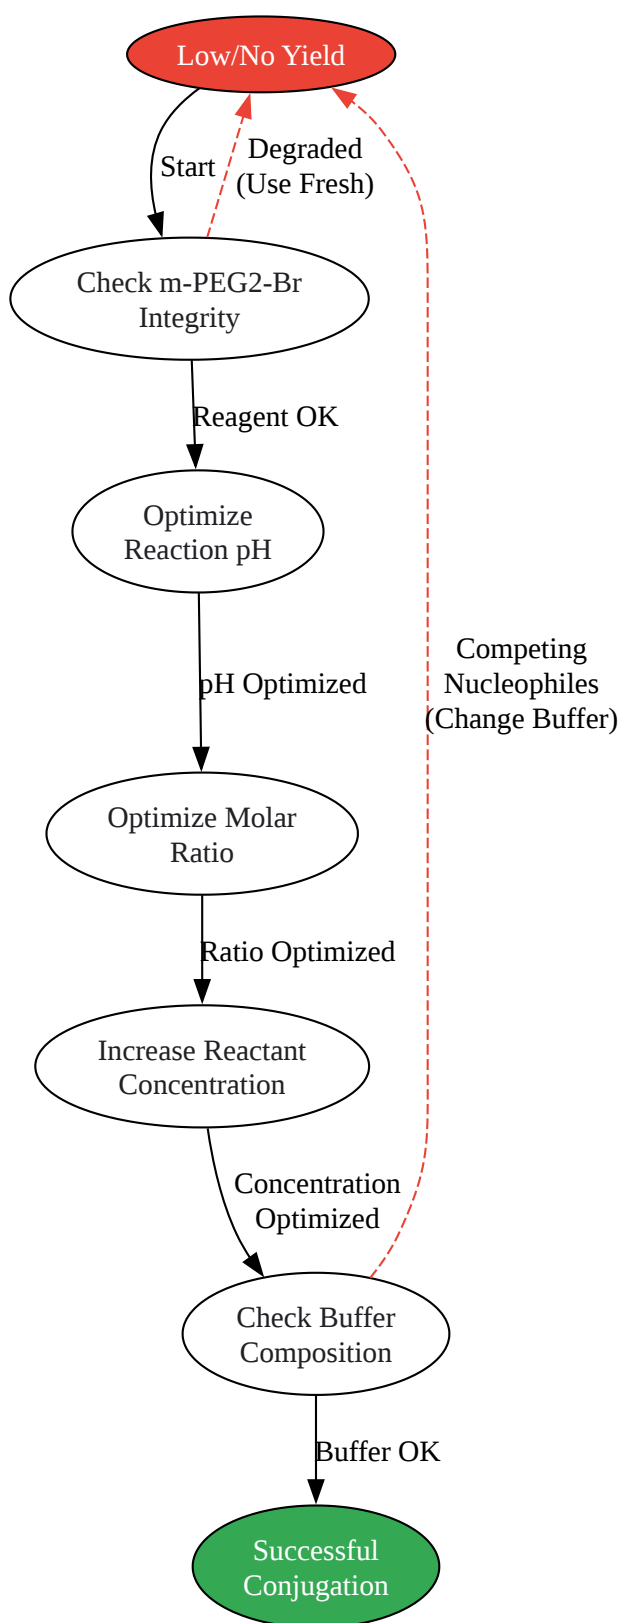 Low/No Yield
Start
Degraded
(Use Fresh)
Check m-PEG2-Br
Integrity
Reagent OK
Optimize
Reaction pH
Competing
Nucleophiles
(Change Buffer)
pH Optimized
Optimize Molar
Ratio
Ratio Optimized
Increase Reactant
Concentration
Concentration
Optimized
Check Buffer
Composition
Buffer OK
Successful
Conjugation